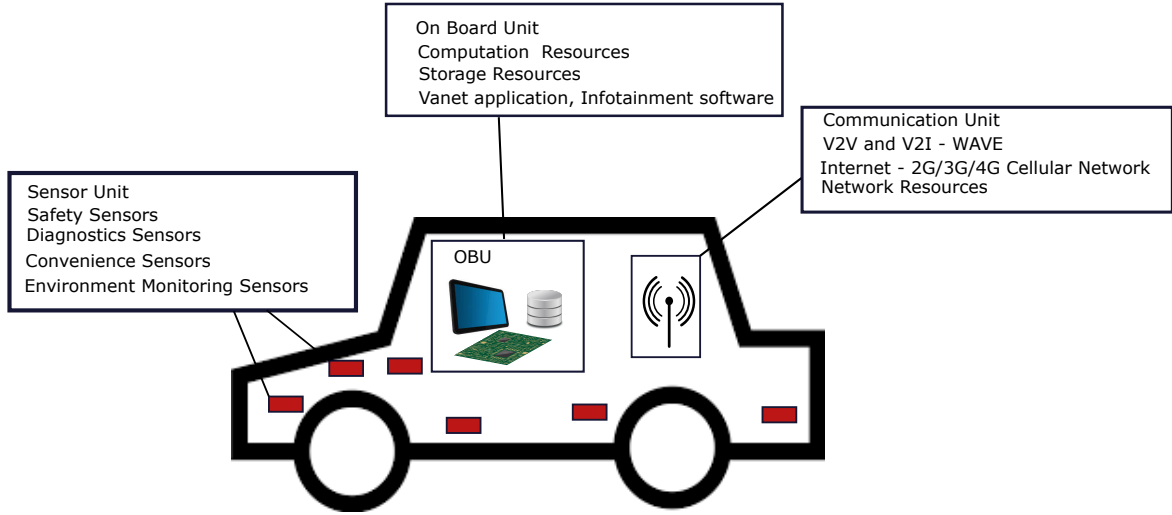 On Board Unit
Computation Resources
Storage Resources
Vanet application, Infotainment software
Communication Unit
V2V and V2I - WAVE
Internet - 2G/3G/4G Cellular Network
Network Resources
Sensor Unit
Safety Sensors
Diagnostics Sensors
Convenience Sensors
Environment Monitoring Sensors
OBU